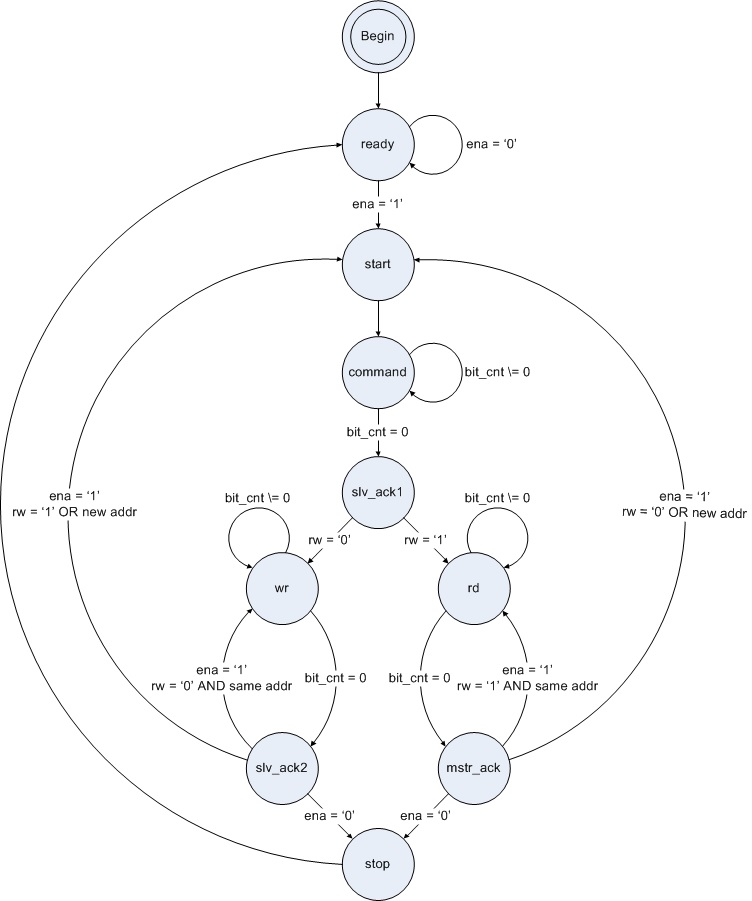 Begin
ready
ena = ‘0’
ena = ‘1’
start
command
bit_cnt \= 0
bit_cnt = 0
slv_ack1
bit_cnt \= 0
bit_cnt \= 0
ena = ‘1’
rw = ‘1’ OR new addr
ena = ‘1’
rw = ‘0’ OR new addr
rw = ‘0’
rw = ‘1’
wr
rd
ena = ‘1’
rw = ‘0’ AND same addr
bit_cnt = 0
bit_cnt = 0
ena = ‘1’
rw = ‘1’ AND same addr
slv_ack2
mstr_ack
ena = ‘0’
ena = ‘0’
stop